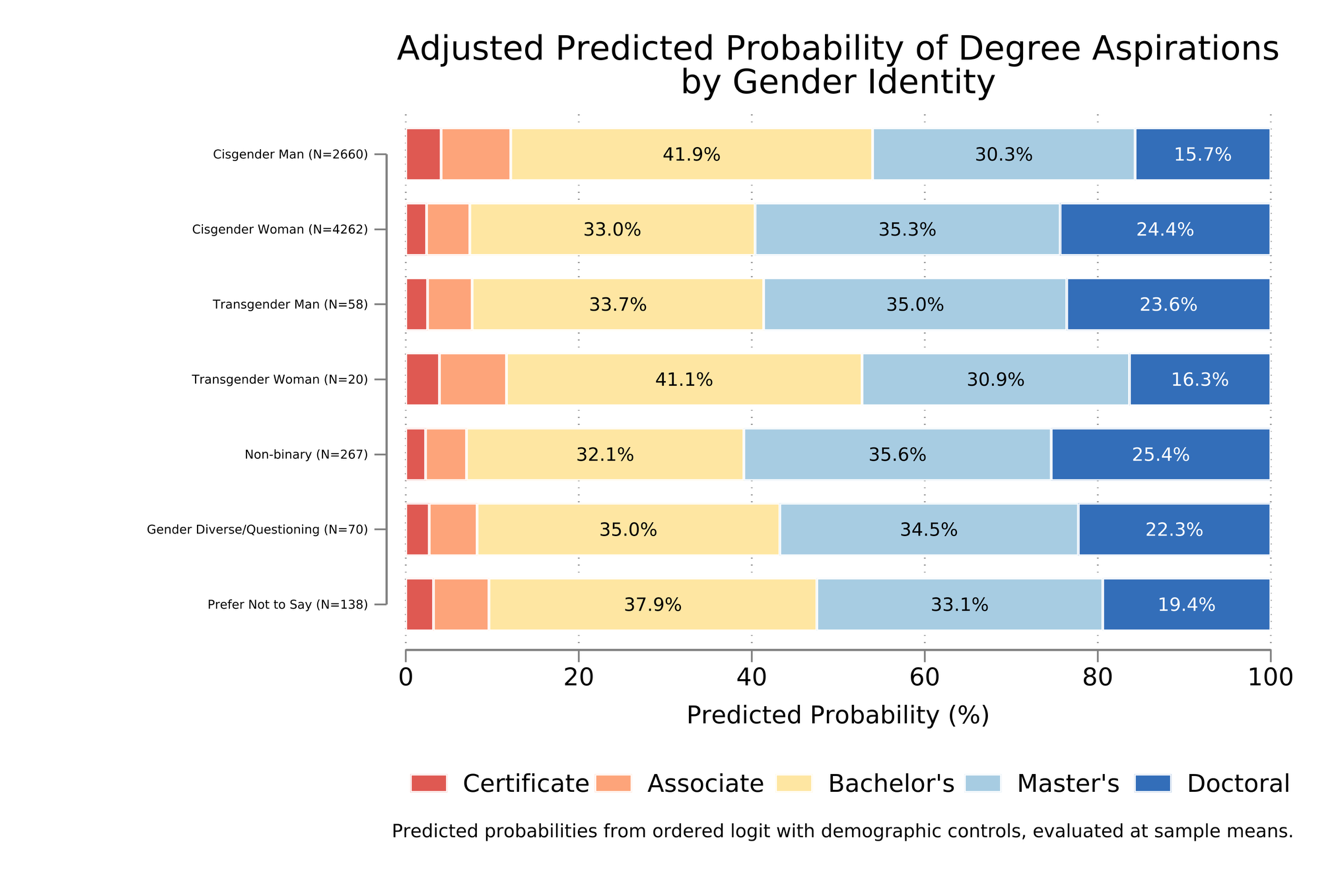 Adjusted Predicted Probability of Degree Aspirations
by Gender Identity
Cisgender Man (N=2660) 41.9% 30.3% 15.7%
Cisgender Woman (N=4262) 33.0% 35.3% 24.4%
Transgender Man (N=58) 33.7% 35.0% 23.6%
Transgender Woman (N=20) 41.1% 30.9% 16.3%
Non-binary (N=267) 32.1% 35.6% 25.4%
Gender Diverse/Questioning (N=70) 35.0% 34.5% 22.3%
Prefer Not to Say (N=138) 37.9% 33.1% 19.4%
0 20 40 60 80 100
Predicted Probability (%)
Certificate Associate Bachelor's Master's Doctoral
Predicted probabilities from ordered logit with demographic controls, evaluated at sample means.